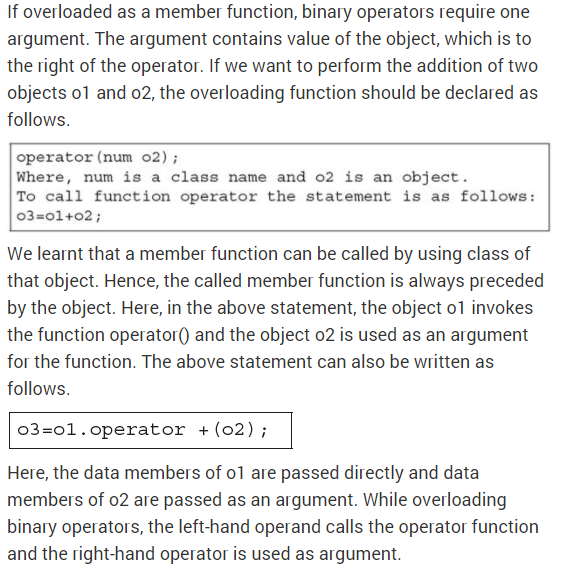 If overloaded as a member function, binary operators require one
argument. The argument contains value of the object, which is to
the right of the operator. If we want to perform the addition of two
objects o1 and o2, the overloading function should be declared as
follows.
operator(num o2);
Where, num is a class name and o2 is an object.
To call function operator the statement is as follows:
o3=o1+o2;
We learnt that a member function can be called by using class of
that object. Hence, the called member function is always preceded
by the object. Here, in the above statement, the object o1 invokes
the function operator() and the object o2 is used as an argument
for the function. The above statement can also be written as
follows.
o3=o1.operator +(o2);
Here, the data members of o1 are passed directly and data
members of o2 are passed as an argument. While overloading
binary operators, the left-hand operand calls the operator function
and the right-hand operator is used as argument.